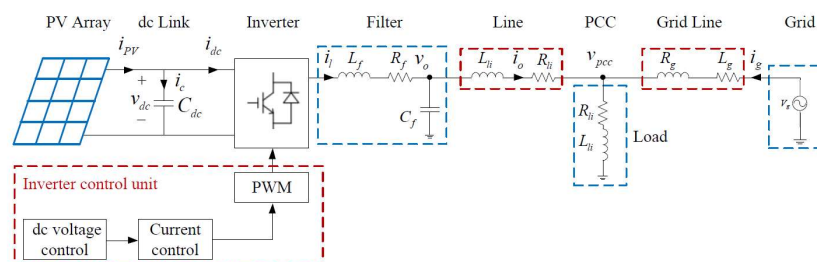 PV Array dc Link Inverter Filter Line PCC Grid Line Grid
i_PV i_dc i_l L_f R_f v_o L_li i_o R_li v_pcc R_g L_g i_g
+ i_c
v_dc C_dc C_f v_g
−
R_li
L_li Load
Inverter control unit PWM
dc voltage control Current control